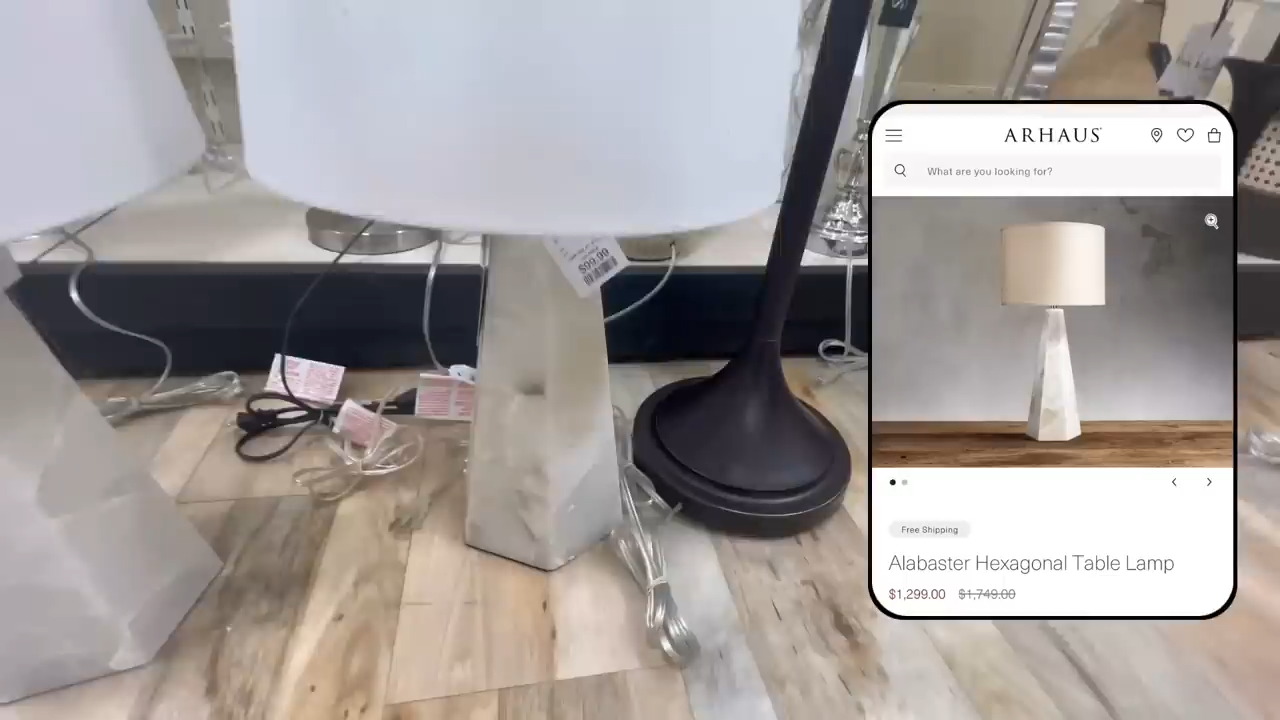 $99.99
ARHAUS
What are you looking for?
Free Shipping
Alabaster Hexagonal Table Lamp
$1,299.00 $1,749.00